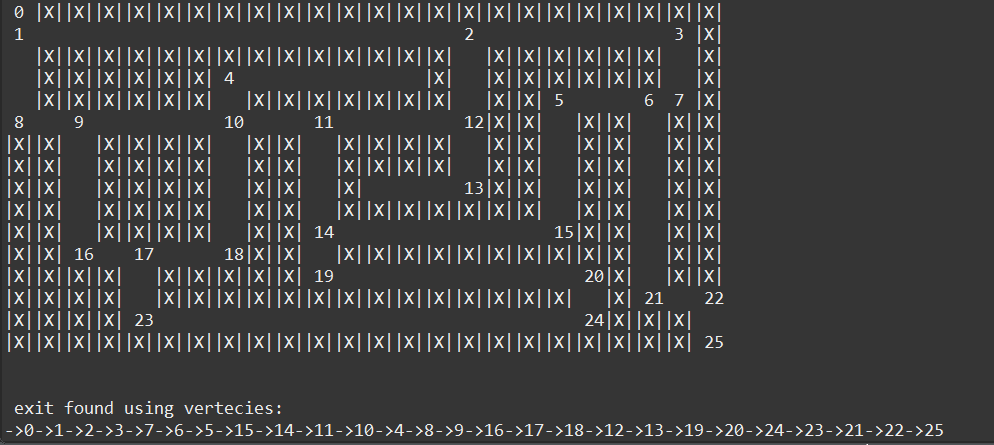 0 |X||X||X||X||X||X||X||X||X||X||X||X||X||X||X||X||X||X||X||X||X||X||X|
 1                                            2                    3 |X|
   |X||X||X||X||X||X||X||X||X||X||X||X||X||X|   |X||X||X||X||X||X|   |X|
   |X||X||X||X||X||X| 4                   |X|   |X||X||X||X||X||X|   |X|
   |X||X||X||X||X||X|   |X||X||X||X||X||X||X|   |X||X| 5        6  7 |X|
 8     9              10       11             12|X||X|   |X||X|   |X||X|
|X||X|   |X||X||X||X|   |X||X|   |X||X||X||X|   |X||X|   |X||X|   |X||X|
|X||X|   |X||X||X||X|   |X||X|   |X||X||X||X|   |X||X|   |X||X|   |X||X|
|X||X|   |X||X||X||X|   |X||X|   |X|          13|X||X|   |X||X|   |X||X|
|X||X|   |X||X||X||X|   |X||X|   |X||X||X||X||X||X||X|   |X||X|   |X||X|
|X||X|   |X||X||X||X|   |X||X| 14                      15|X||X|   |X||X|
|X||X| 16    17       18|X||X|   |X||X||X||X||X||X||X||X||X||X|   |X||X|
|X||X||X||X|   |X||X||X||X||X| 19                         20|X|   |X||X|
|X||X||X||X|   |X||X||X||X||X||X||X||X||X||X||X||X||X||X|   |X| 21    22
|X||X||X||X| 23                                           24|X||X||X|
|X||X||X||X||X||X||X||X||X||X||X||X||X||X||X||X||X||X||X||X||X||X||X| 25
 exit found using vertecies:
->0->1->2->3->7->6->5->15->14->11->10->4->8->9->16->17->18->12->13->19->20->24->23->21->22->25